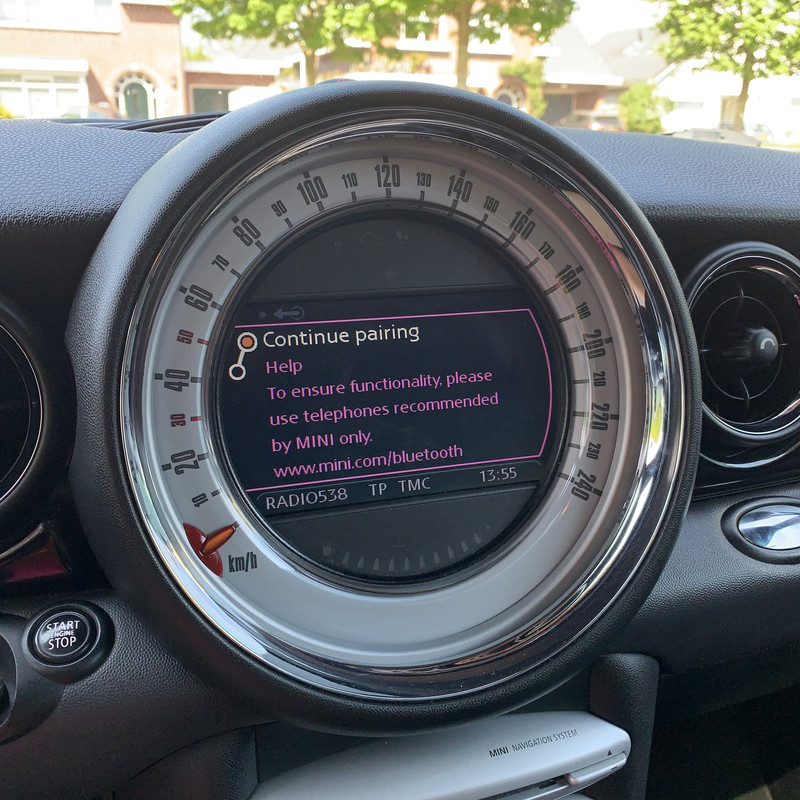 10
20
30
40
50
60
70
80
90
100
110
120
130
140
150
160
170
180
190
200
210
220
230
240
km/h
Continue pairing
Help
To ensure functionality, please
use telephones recommended
by MINI only.
www.mini.com/bluetooth
RADIO538 TP TMC 13:55
START
ENGINE
STOP
MINI NAVIGATION SYSTEM